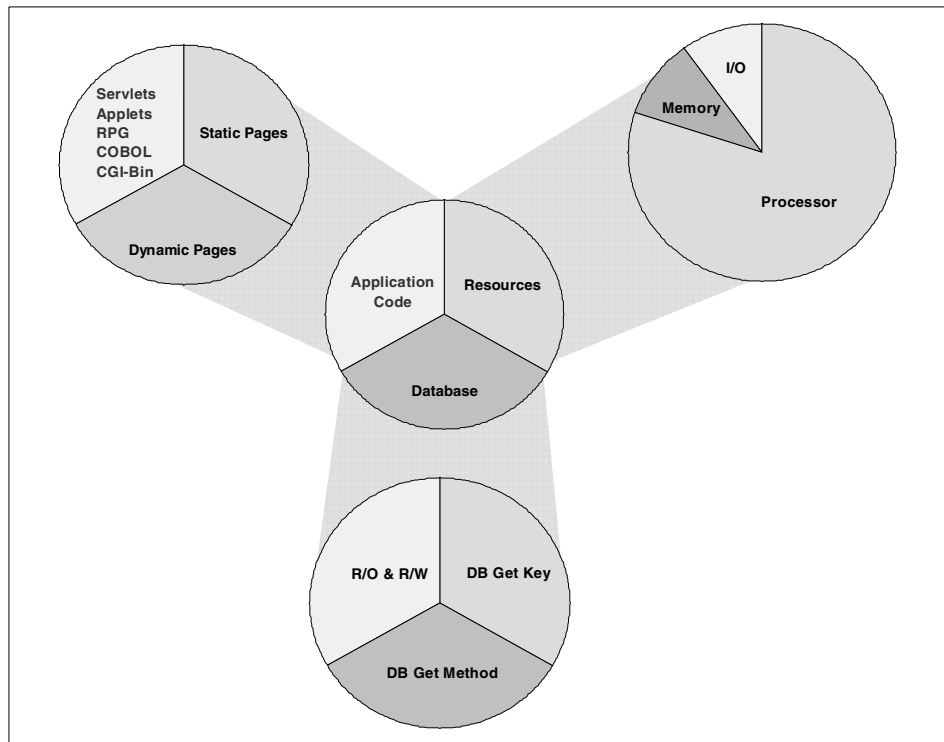 Servlets
Applets
RPG
COBOL
CGI-Bin
Static Pages
Dynamic Pages
I/O
Memory
Processor
Application
Code
Resources
Database
R/O & R/W
DB Get Key
DB Get Method